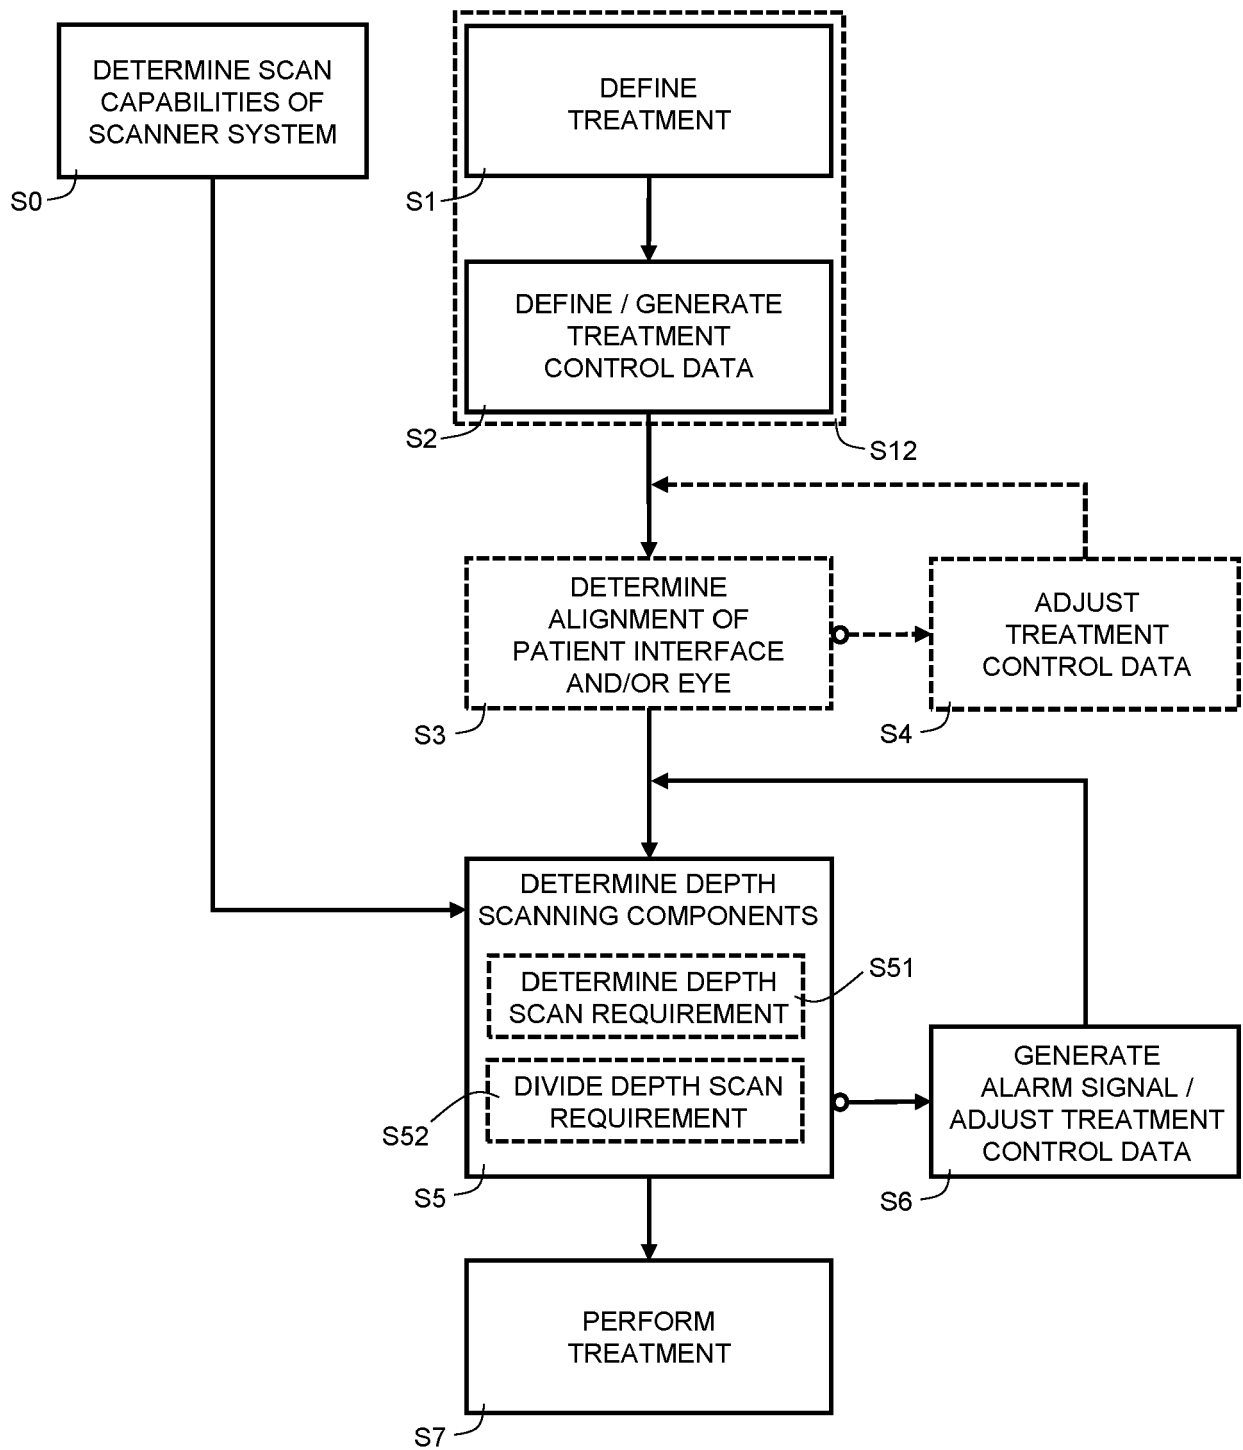 DETERMINE SCAN
CAPABILITIES OF
SCANNER SYSTEM
S0
DEFINE
TREATMENT
S1
DEFINE / GENERATE
TREATMENT
CONTROL DATA
S2
S12
DETERMINE
ALIGNMENT OF
PATIENT INTERFACE
AND/OR EYE
S3
ADJUST
TREATMENT
CONTROL DATA
S4
DETERMINE DEPTH
SCANNING COMPONENTS
DETERMINE DEPTH
SCAN REQUIREMENT
S51
DIVIDE DEPTH SCAN
REQUIREMENT
S52
S5
GENERATE
ALARM SIGNAL /
ADJUST TREATMENT
CONTROL DATA
S6
PERFORM
TREATMENT
S7